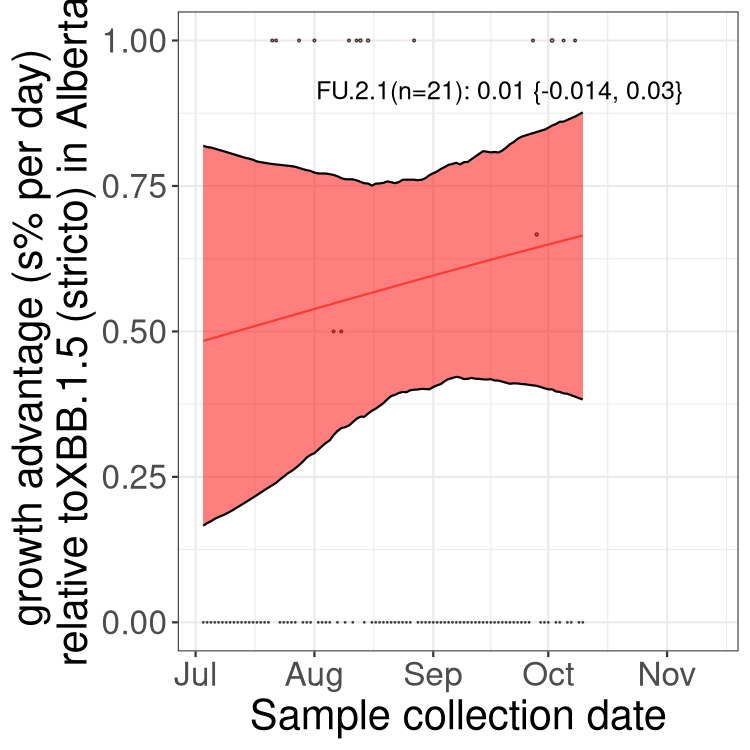 growth advantage (s% per day)
relative toXBB.1.5 (stricto) in Alberta
1.00
0.75
0.50
0.25
0.00
FU.2.1(n=21): 0.01 {-0.014, 0.03}
Jul Aug Sep Oct Nov
Sample collection date